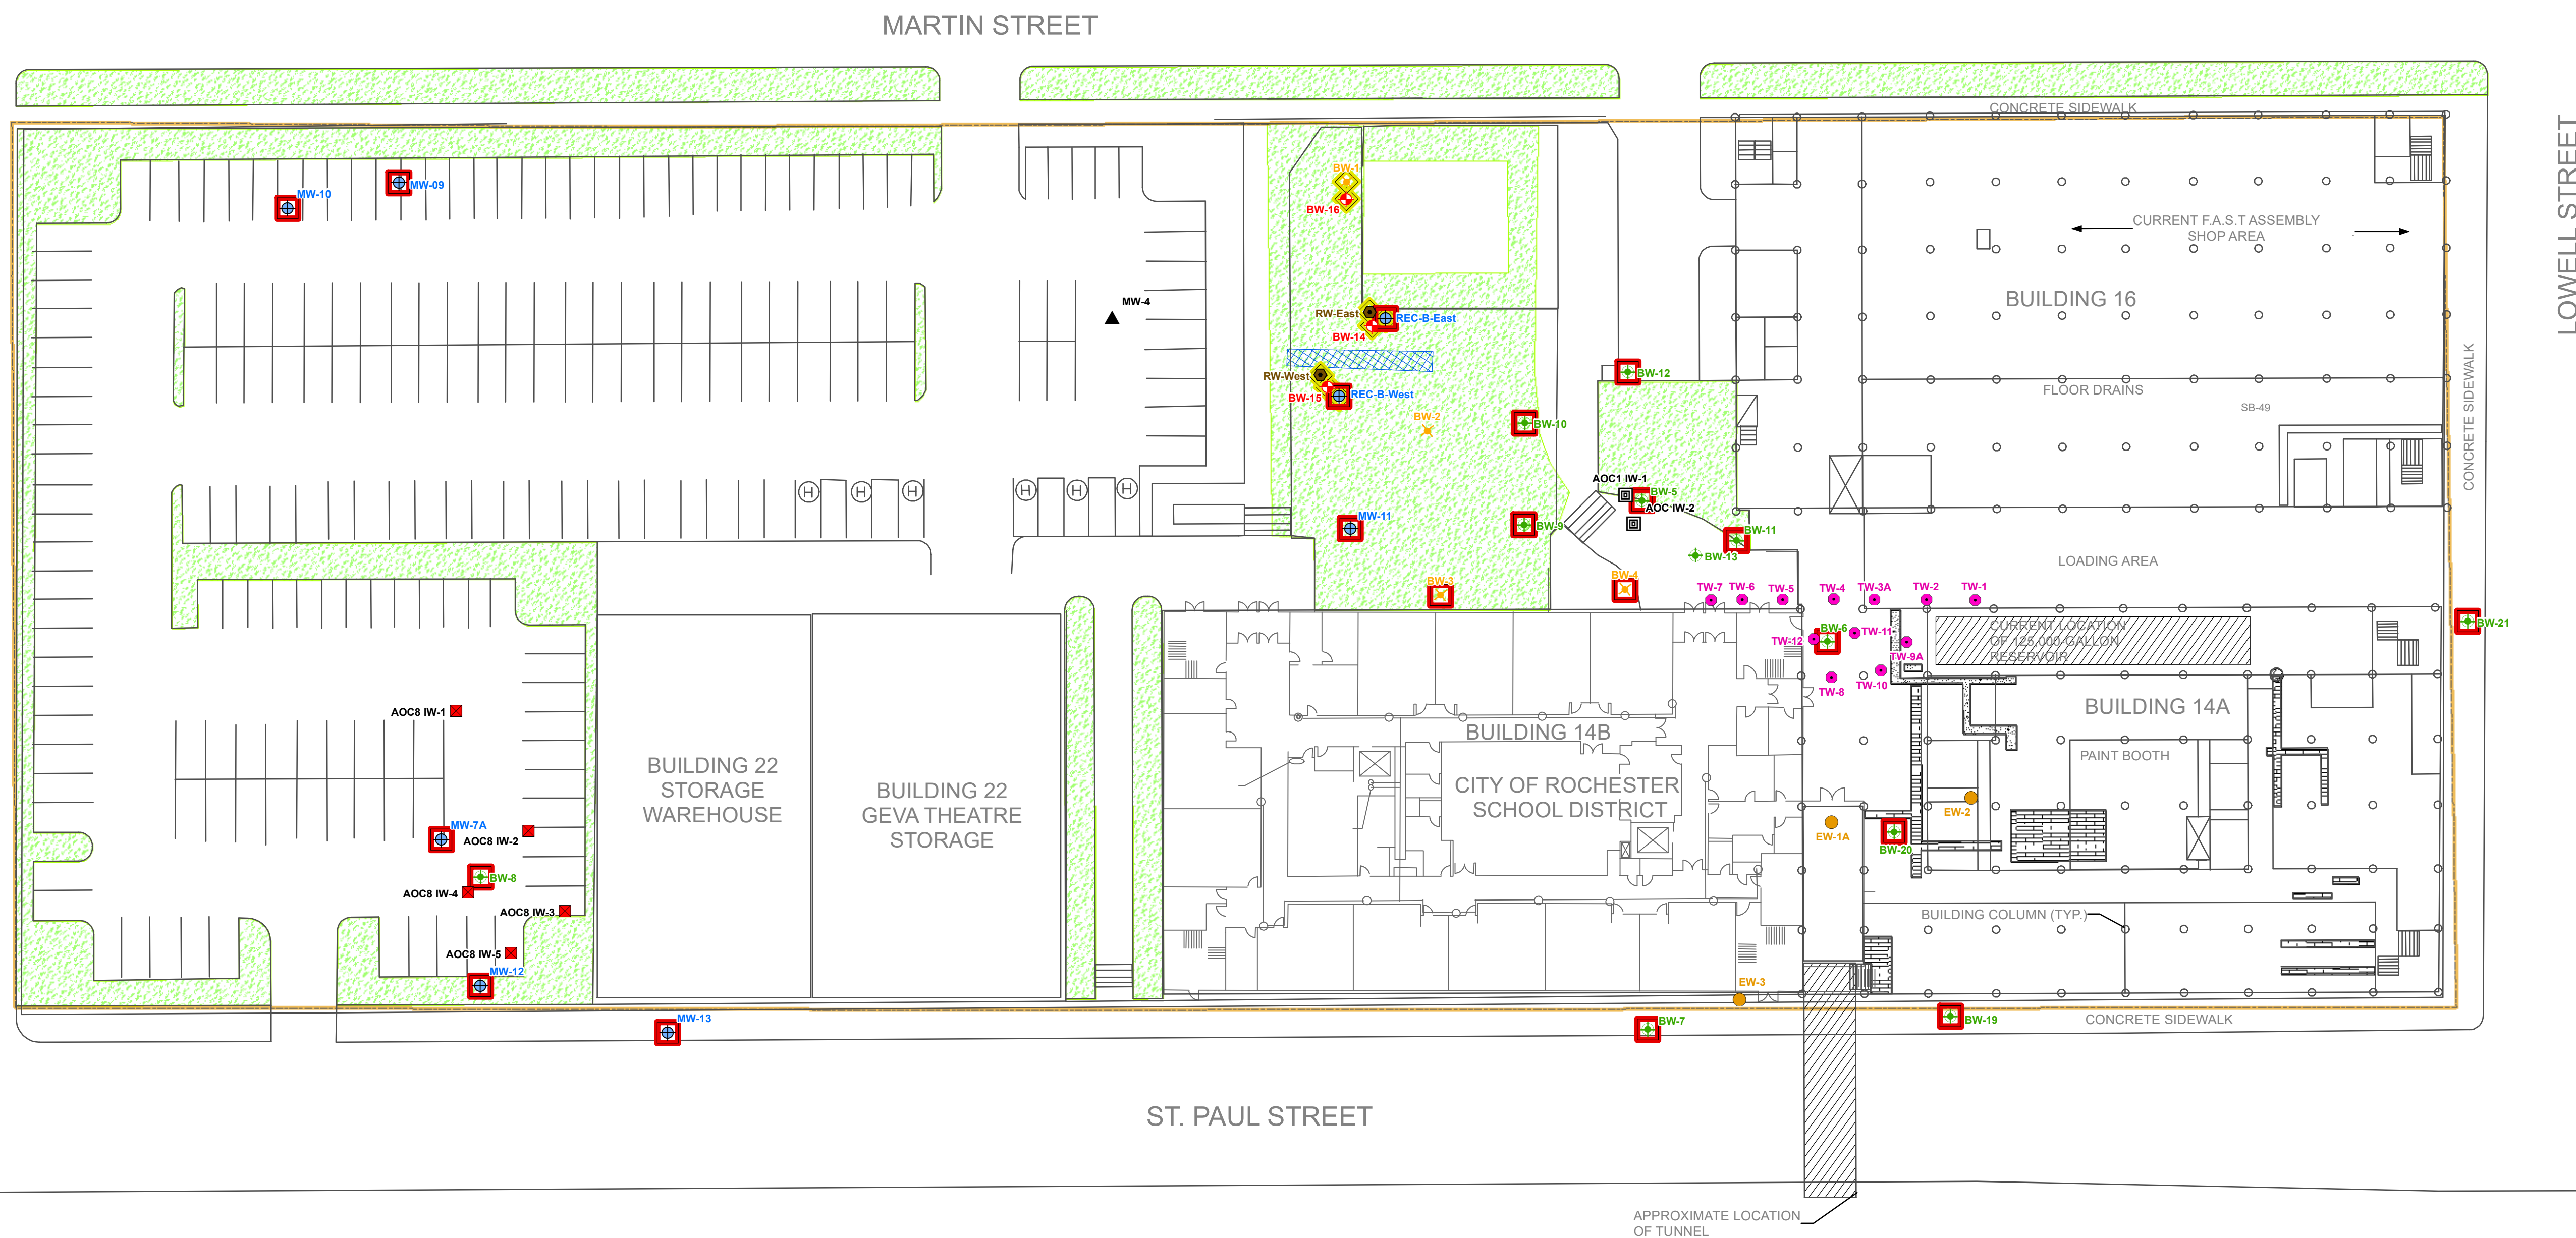 MARTIN STREET
LOWELL STREET
CONCRETE SIDEWALK
MW-10
MW-09
BW-1
BW-16
CURRENT F.A.S.T ASSEMBLY
SHOP AREA
BUILDING 16
MW-4
RW-East
REC-B-East
BW-14
RW-West
BW-15
REC-B-West
BW-2
BW-12
BW-10
FLOOR DRAINS
SB-49
CONCRETE SIDEWALK
H
H
H
H
H
H
AOC1 IW-1
BW-5
AOC IW-2
MW-11
BW-9
BW-11
BW-13
LOADING AREA
BW-3
BW-4
TW-7
TW-6
TW-5
TW-4
TW-3A
TW-2
TW-1
TW-12
BW-6
TW-11
TW-9A
TW-8
TW-10
CURRENT LOCATION
OF 125,000 GALLON
RESERVOIR
BW-21
AOC8 IW-1
BUILDING 14B
BUILDING 14A
PAINT BOOTH
BUILDING 22
STORAGE
WAREHOUSE
BUILDING 22
GEVA THEATRE
STORAGE
CITY OF ROCHESTER
SCHOOL DISTRICT
EW-2
EW-1A
BW-20
MW-7A
AOC8 IW-2
BW-8
AOC8 IW-4
AOC8 IW-3
AOC8 IW-5
MW-12
BUILDING COLUMN (TYP.)
EW-3
MW-13
BW-7
BW-19
CONCRETE SIDEWALK
ST. PAUL STREET
APPROXIMATE LOCATION
OF TUNNEL